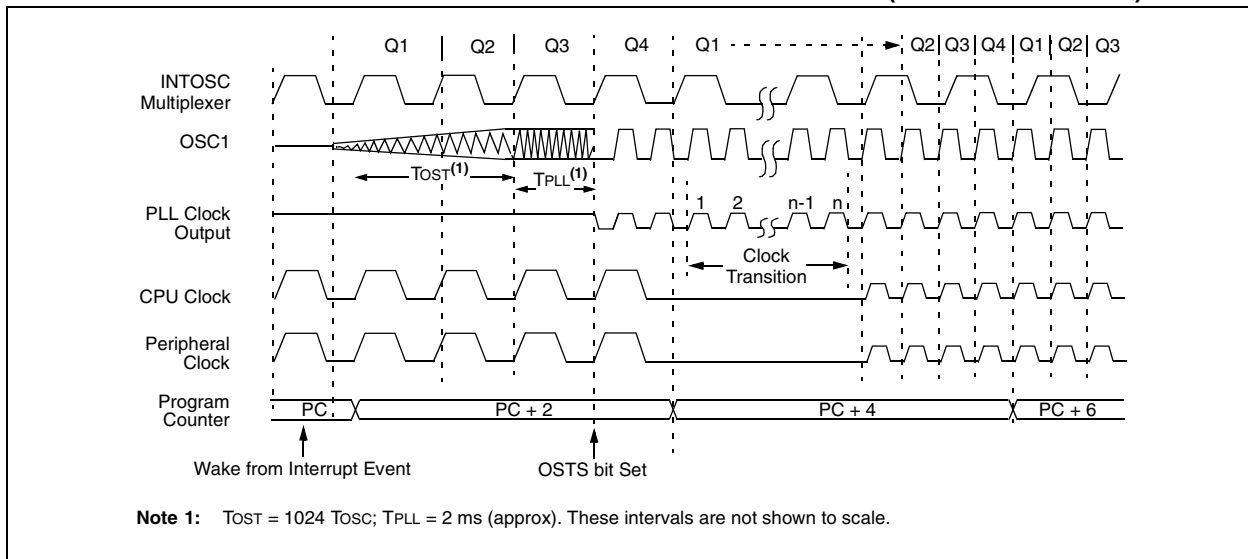 Q1 Q2 Q3 Q4 Q1 Q2 Q3 Q4 Q1 Q2 Q3
INTOSC
Multiplexer
OSC1
TOST(1) TPLL(1)
1 2 n-1 n
PLL Clock
Output
Clock
Transition
CPU Clock
Peripheral
Clock
Program
Counter
PC PC + 2 PC + 4 PC + 6
Wake from Interrupt Event OSTS bit Set
Note 1: TOST = 1024 TOSC; TPLL = 2 ms (approx). These intervals are not shown to scale.